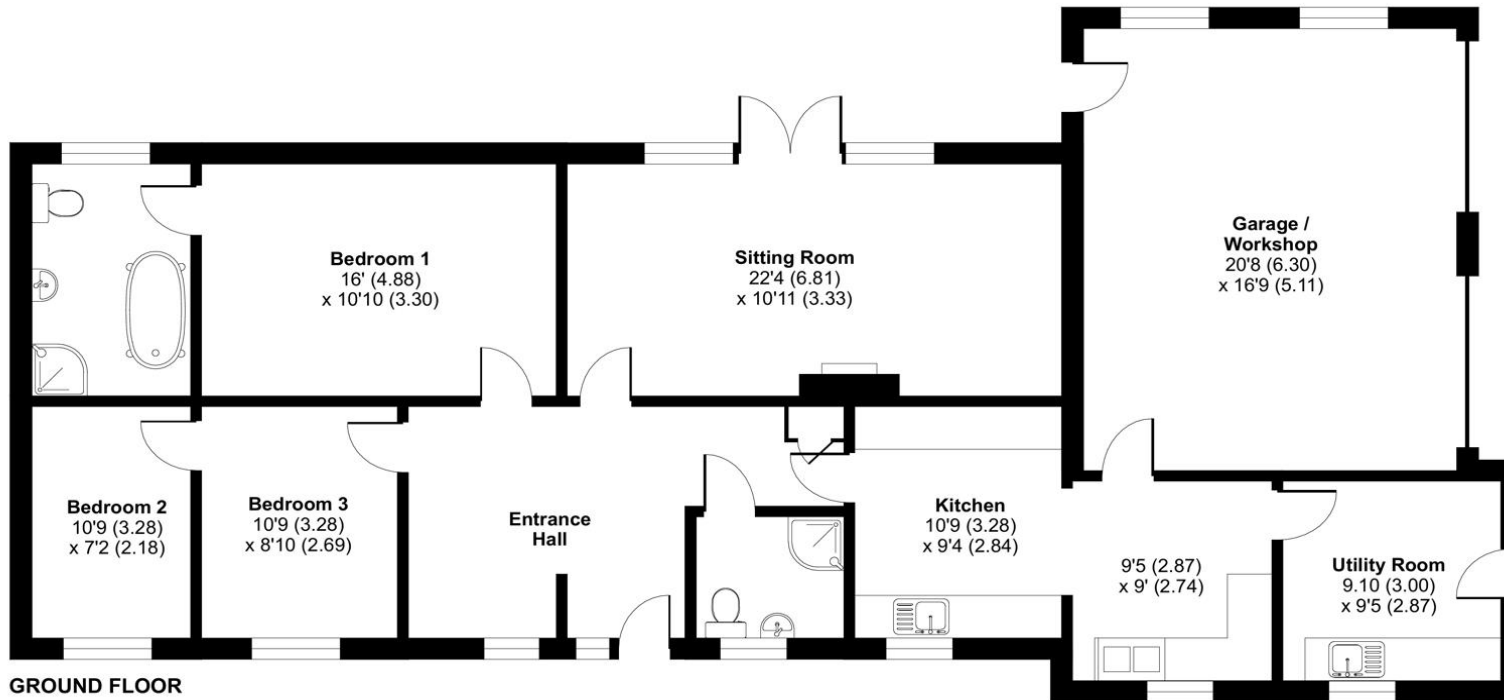 Bedroom 1
16' (4.88)
x 10'10 (3.30)
Sitting Room
22'4 (6.81)
x 10'11 (3.33)
Garage /
Workshop
20'8 (6.30)
x 16'9 (5.11)
Bedroom 2
10'9 (3.28)
x 7'2 (2.18)
Bedroom 3
10'9 (3.28)
x 8'10 (2.69)
Entrance
Hall
Kitchen
10'9 (3.28)
x 9'4 (2.84)
9'5 (2.87)
x 9' (2.74)
Utility Room
9.10 (3.00)
x 9'5 (2.87)
GROUND FLOOR